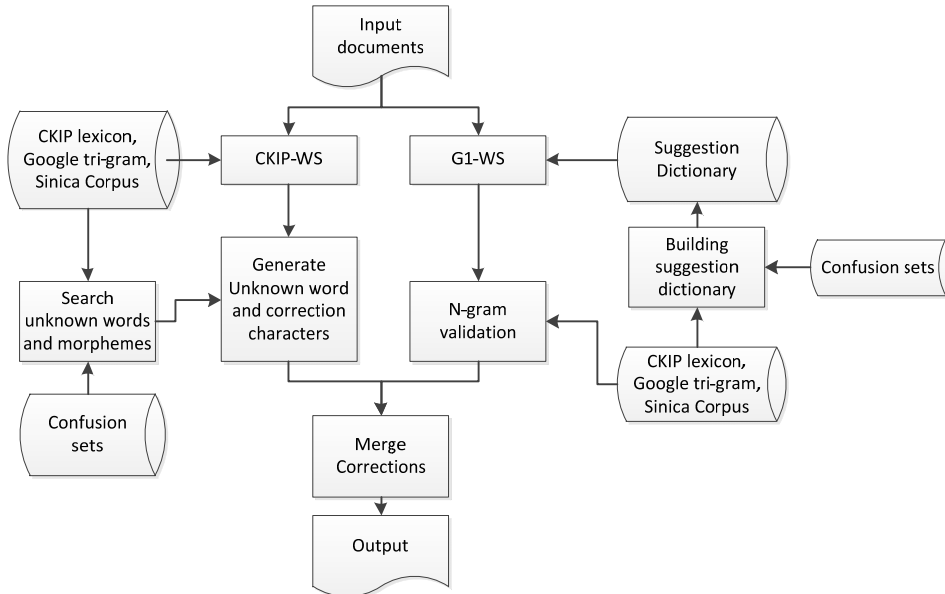 Input
documents
CKIP lexicon,
Google tri-gram,
Sinica Corpus
CKIP-WS
G1-WS
Suggestion
Dictionary
Generate
Unknown word
and correction
characters
Building
suggestion
dictionary
Confusion sets
Search
unknown words
and morphemes
N-gram
validation
CKIP lexicon,
Google tri-gram,
Sinica Corpus
Confusion
sets
Merge
Corrections
Output